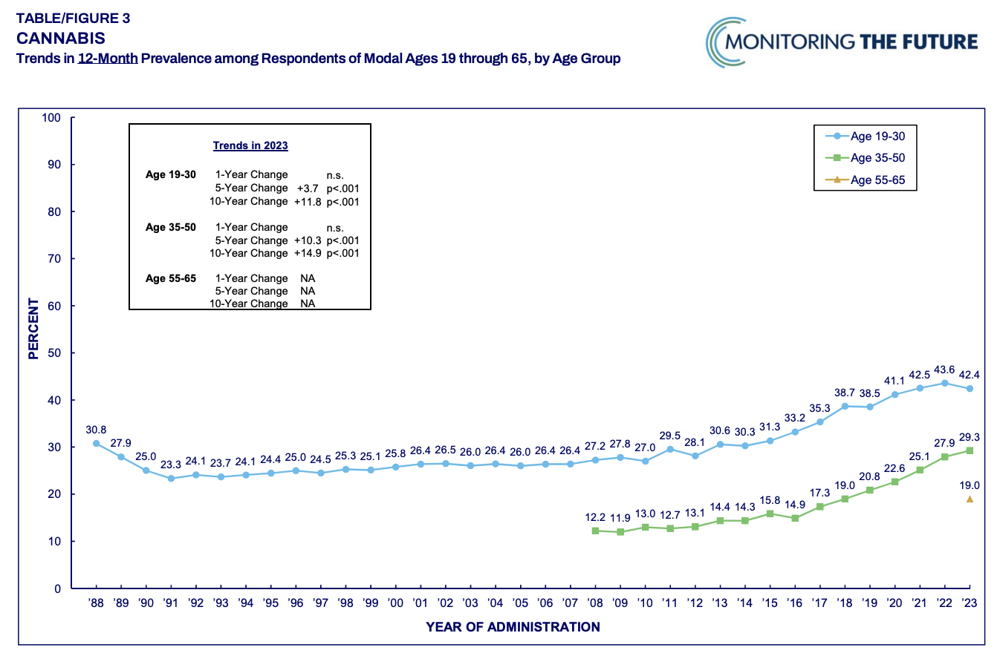 TABLE/FIGURE 3
CANNABIS
Trends in 12-Month Prevalence among Respondents of Modal Ages 19 through 65, by Age Group
MONITORING THE FUTURE
Trends in 2023
Age 19-30 1-Year Change n.s.
5-Year Change +3.7 p<.001
10-Year Change +11.8 p<.001
Age 35-50 1-Year Change n.s.
5-Year Change +10.3 p<.001
10-Year Change +14.9 p<.001
Age 55-65 1-Year Change NA
5-Year Change NA
10-Year Change NA
Age 19-30
Age 35-50
Age 55-65
PERCENT
100
90
80
70
60
50
40
30
20
10
0
30.8 27.9 25.0 23.3 24.1 23.7 24.1 24.4 25.0 24.5 25.3 25.1 25.8 26.4 26.5 26.0 26.4 26.0 26.4 26.4 27.2 27.8 27.0 29.5 28.1 30.6 30.3 31.3 33.2 35.3 38.7 38.5 41.1 42.5 43.6 42.4
12.2 11.9 13.0 12.7 13.1 14.4 14.3 15.8 14.9 17.3 19.0 20.8 22.6 25.1 27.9 29.3
19.0
’88 ’89 ’90 ’91 ’92 ’93 ’94 ’95 ’96 ’97 ’98 ’99 ’00 ’01 ’02 ’03 ’04 ’05 ’06 ’07 ’08 ’09 ’10 ’11 ’12 ’13 ’14 ’15 ’16 ’17 ’18 ’19 ’20 ’21 ’22 ’23
YEAR OF ADMINISTRATION